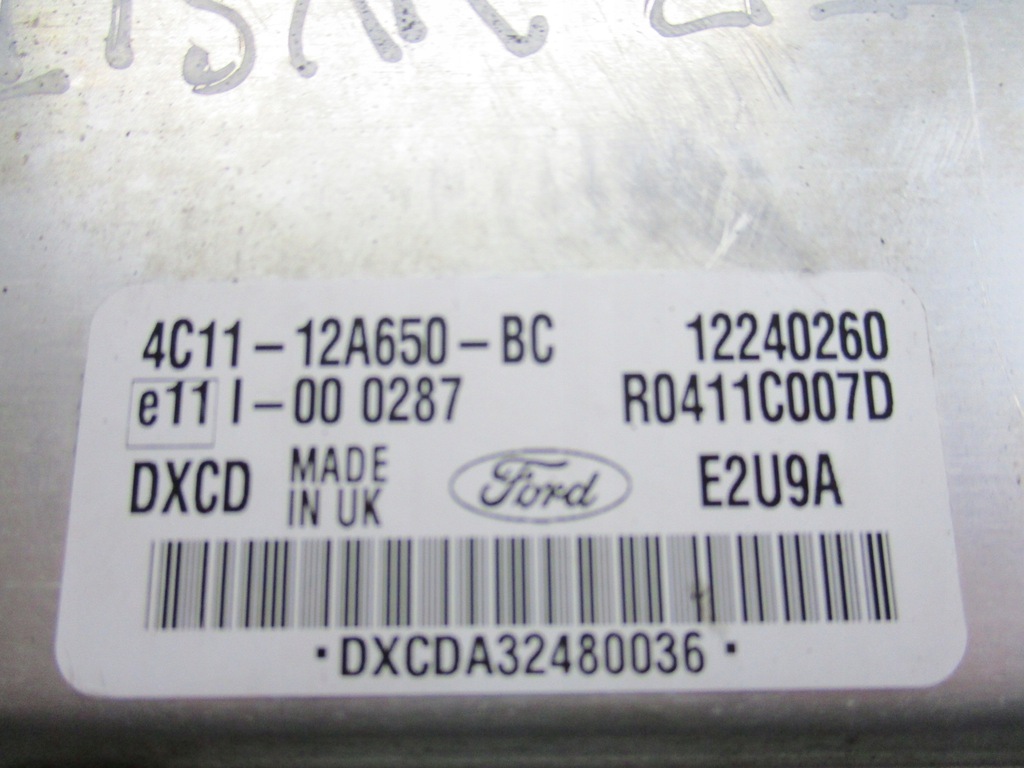 4C11-12A650-BC 12240260
e11 I-00 0287 R0411C007D
DXCD MADE IN UK Ford E2U9A
·DXCDA32480036·